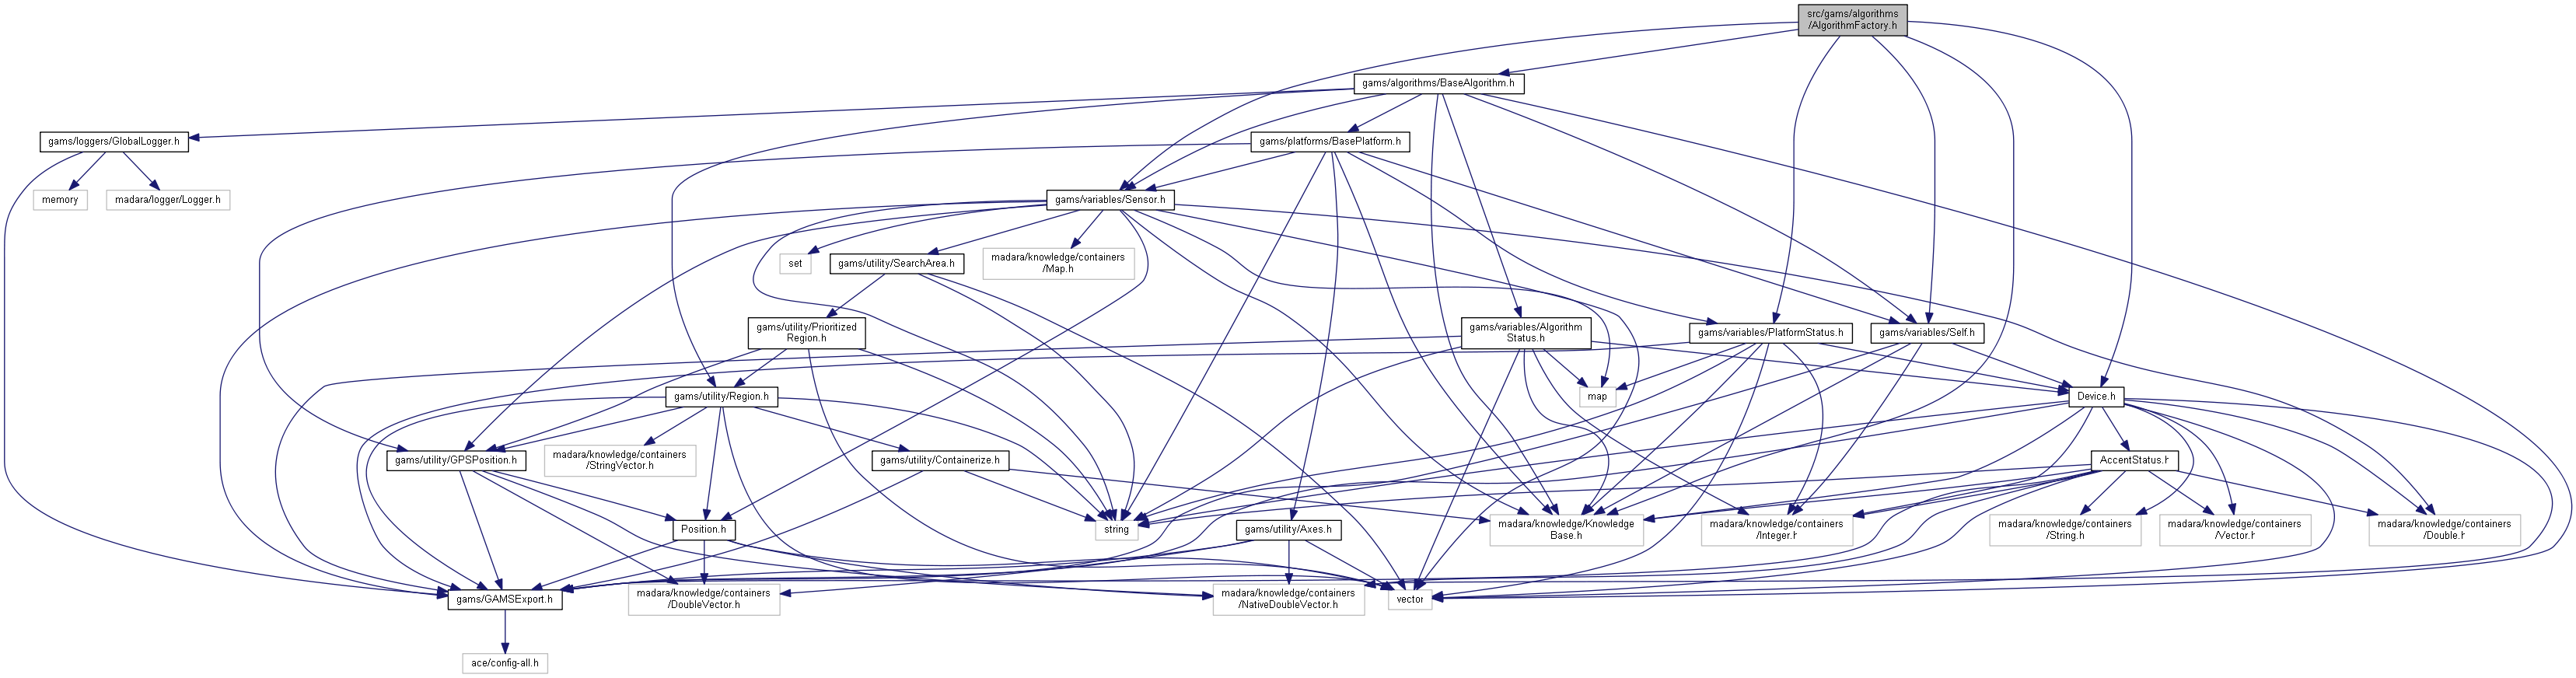 src/gams/algorithms
/AlgorithmFactory.h
gams/algorithms/BaseAlgorithm.h
gams/loggers/GlobalLogger.h
gams/platforms/BasePlatform.h
memory
madara/logger/Logger.h
gams/variables/Sensor.h
set
gams/utility/SearchArea.h
madara/knowledge/containers
/Map.h
gams/utility/Prioritized
Region.h
gams/variables/Algorithm
Status.h
gams/variables/PlatformStatus.h
gams/variables/Self.h
gams/utility/Region.h
map
Device.h
gams/utility/GPSPosition.h
madara/knowledge/containers
/StringVector.h
gams/utility/Containerize.h
AccentStatus.h
Position.h
string
gams/utility/Axes.h
madara/knowledge/Knowledge
Base.h
madara/knowledge/containers
/Integer.h
madara/knowledge/containers
/String.h
madara/knowledge/containers
/Vector.h
madara/knowledge/containers
/Double.h
gams/GAMSExport.h
madara/knowledge/containers
/DoubleVector.h
madara/knowledge/containers
/NativeDoubleVector.h
vector
ace/config-all.h